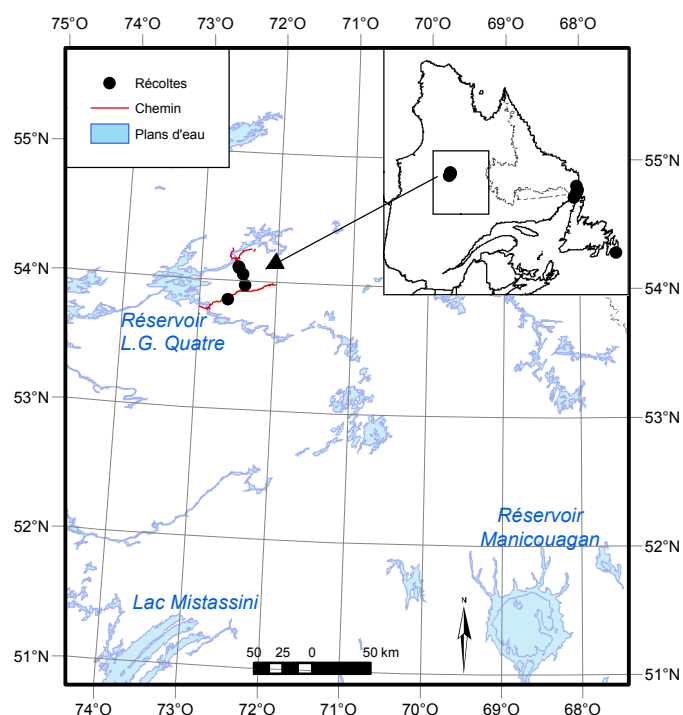 75°O 74°O 73°O 72°O 71°O 70°O 69°O 68°O
Récoltes
Chemin
Plans d'eau
55°N 55°N
54°N 54°N
Réservoir
L.G. Quatre
53°N 53°N
52°N 52°N
Réservoir
Manicouagan
Lac Mistassini
N
50 25 0 50 km
51°N 51°N
74°O 73°O 72°O 71°O 70°O 69°O 68°O